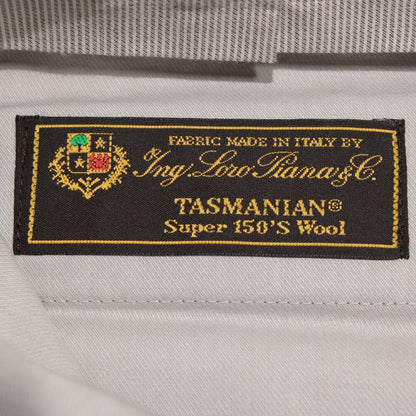 FABRIC MADE IN ITALY BY
Ing Loro Piana & C.
TASMANIAN®
Super 150'S Wool